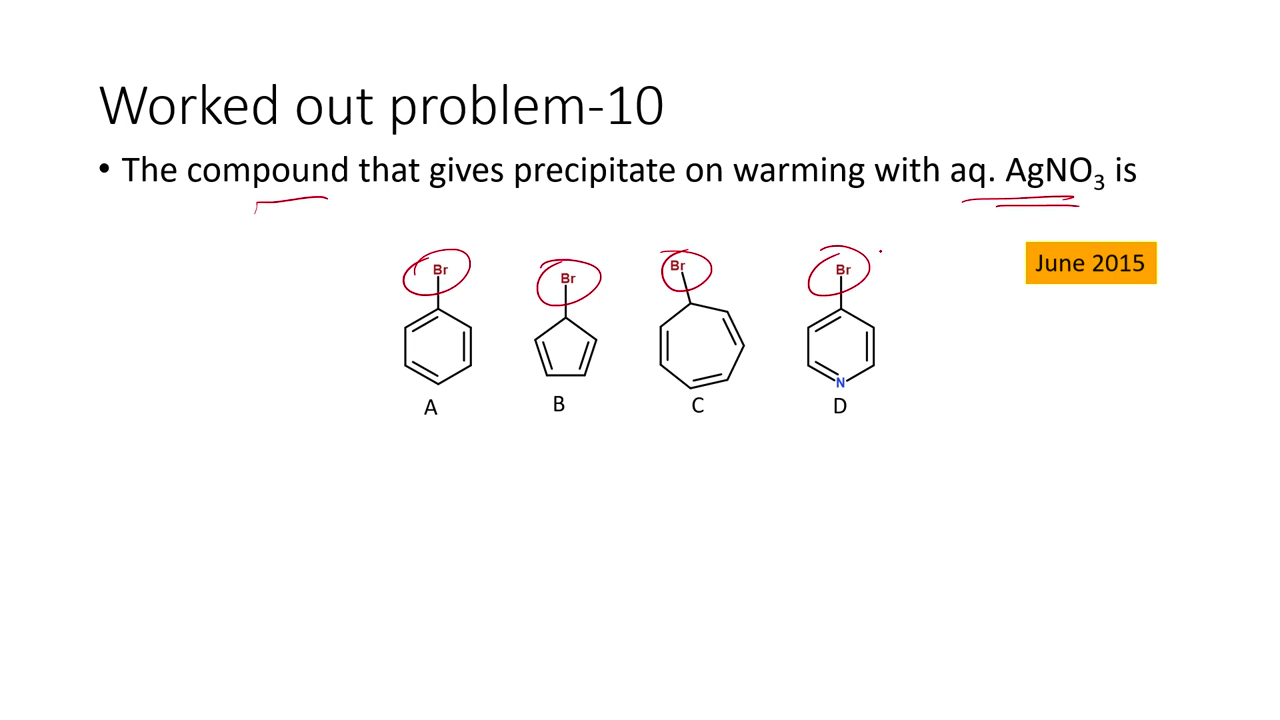 Worked out problem-10
• The compound that gives precipitate on warming with aq. AgNO₃ is
June 2015
Br Br Br Br
N
A B C D